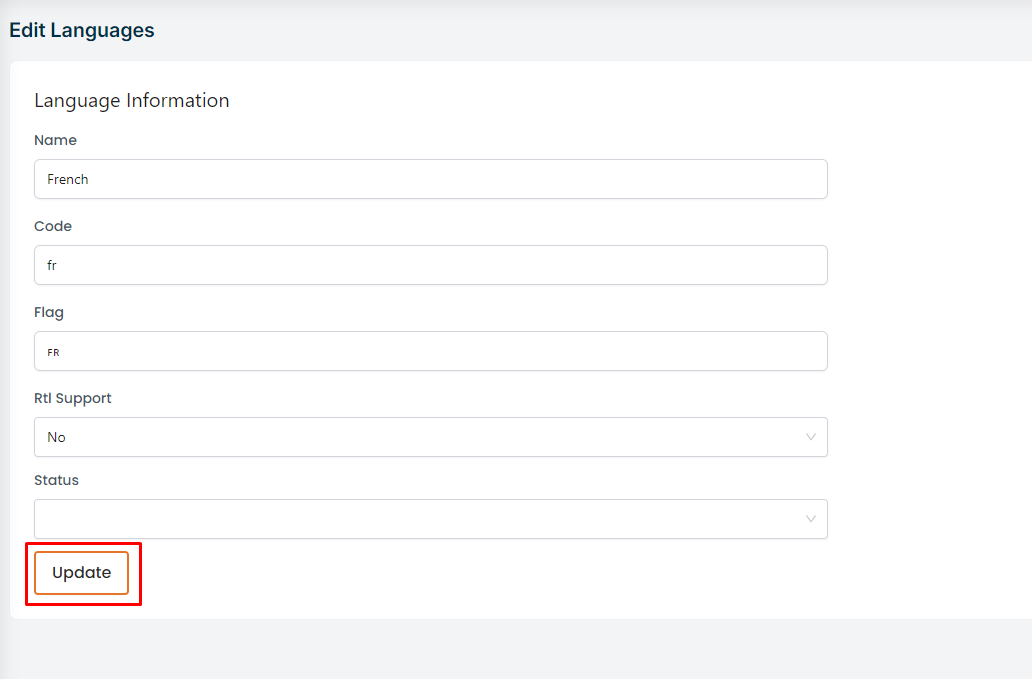 Edit Languages
Language Information
Name
French
Code
fr
Flag
FR
Rtl Support
No
Status
Update